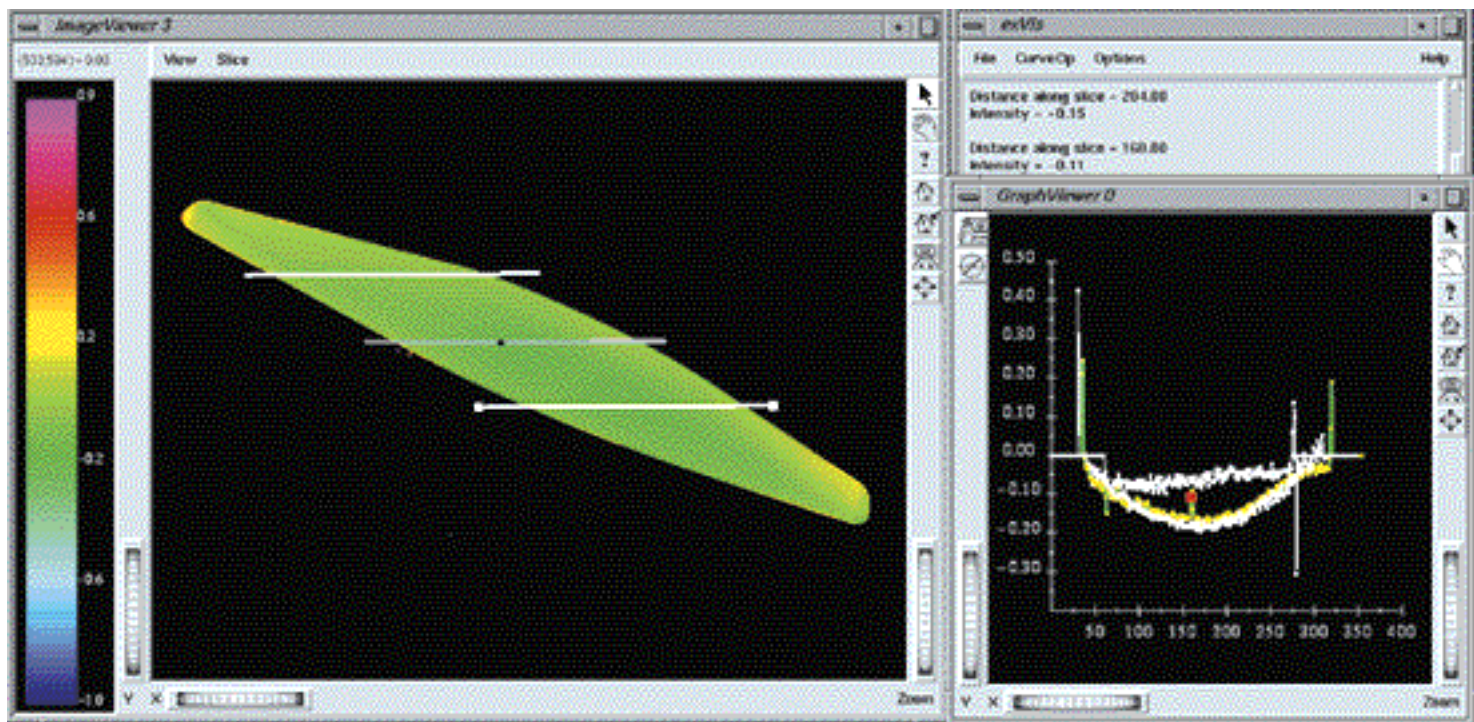 ImageViewer 3
View Slice
0.9
0.6
0.2
-0.2
-0.6
-1.0
Y X Zoom
exVis
File CurveOp Options Help
Distance along slice = 204.00
Intensity = -0.15
Distance along slice = 160.00
Intensity = -0.11
GraphViewer 0
?
?
0.50
0.40
0.30
0.20
0.10
0.00
-0.10
-0.20
-0.30
50 100 150 200 250 300 350 400
Y X Zoom